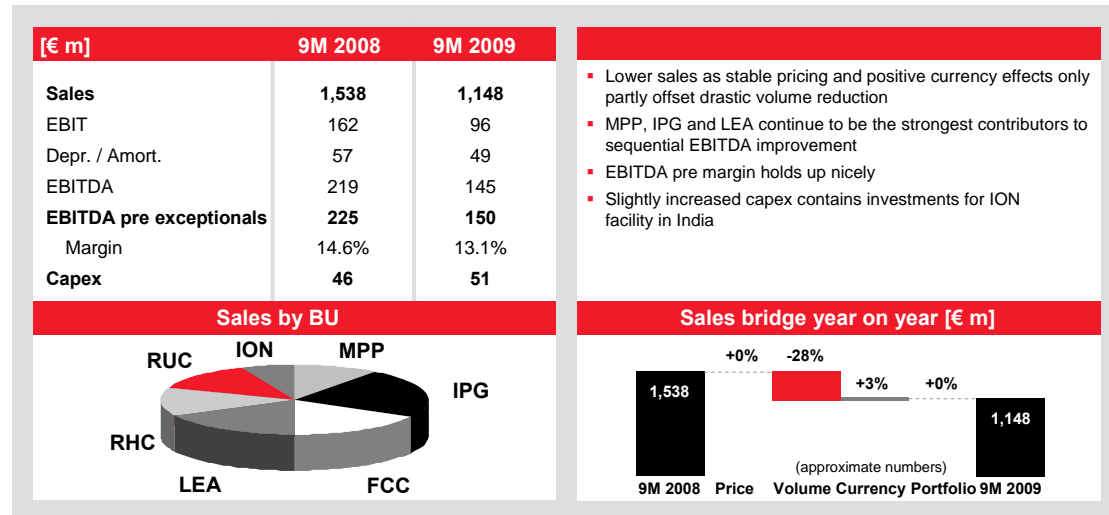 [€ m] 9M 2008 9M 2009
Sales 1,538 1,148
EBIT 162 96
Depr. / Amort. 57 49
EBITDA 219 145
EBITDA pre exceptionals 225 150
Margin 14.6% 13.1%
Capex 46 51
Lower sales as stable pricing and positive currency effects only
partly offset drastic volume reduction
MPP, IPG and LEA continue to be the strongest contributors to
sequential EBITDA improvement
EBITDA pre margin holds up nicely
Slightly increased capex contains investments for ION
facility in India
Sales by BU
RUC ION MPP
IPG
RHC
LEA FCC
Sales bridge year on year [€ m]
+0% -28%
+3% +0%
1,538
1,148
(approximate numbers)
9M 2008 Price Volume Currency Portfolio 9M 2009